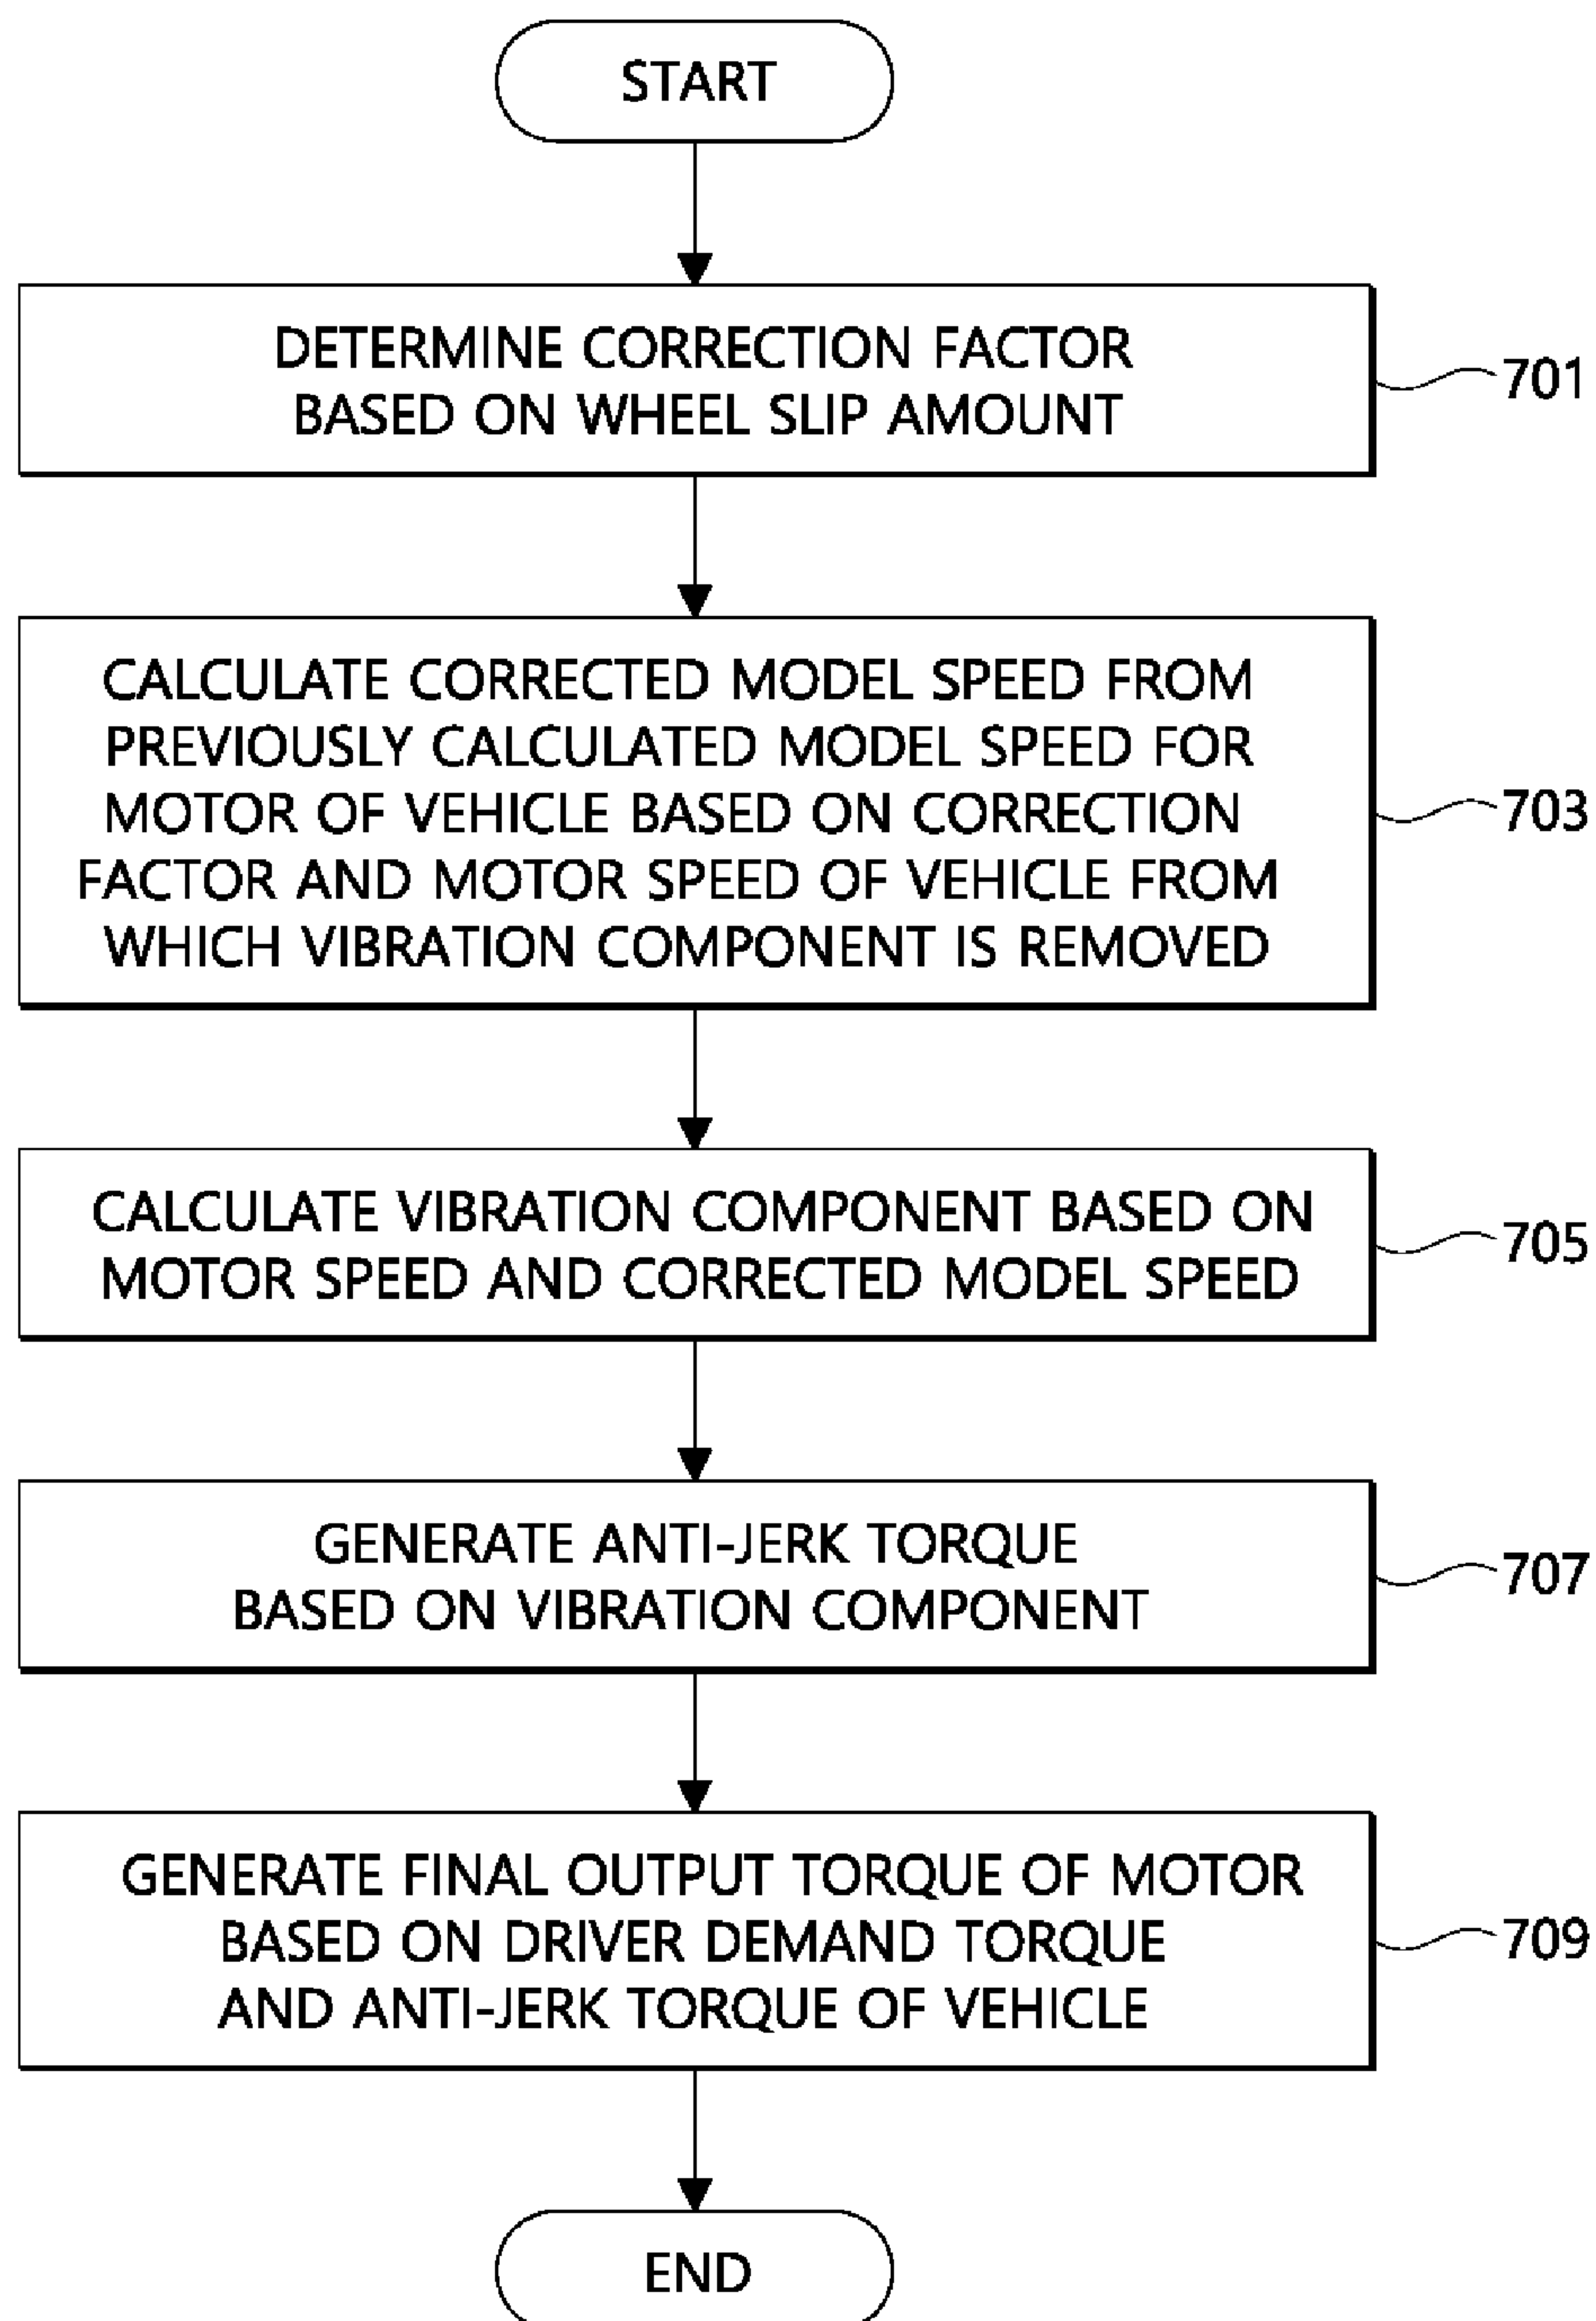 START
DETERMINE CORRECTION FACTOR
BASED ON WHEEL SLIP AMOUNT
701
CALCULATE CORRECTED MODEL SPEED FROM
PREVIOUSLY CALCULATED MODEL SPEED FOR
MOTOR OF VEHICLE BASED ON CORRECTION
FACTOR AND MOTOR SPEED OF VEHICLE FROM
WHICH VIBRATION COMPONENT IS REMOVED
703
CALCULATE VIBRATION COMPONENT BASED ON
MOTOR SPEED AND CORRECTED MODEL SPEED
705
GENERATE ANTI-JERK TORQUE
BASED ON VIBRATION COMPONENT
707
GENERATE FINAL OUTPUT TORQUE OF MOTOR
BASED ON DRIVER DEMAND TORQUE
AND ANTI-JERK TORQUE OF VEHICLE
709
END